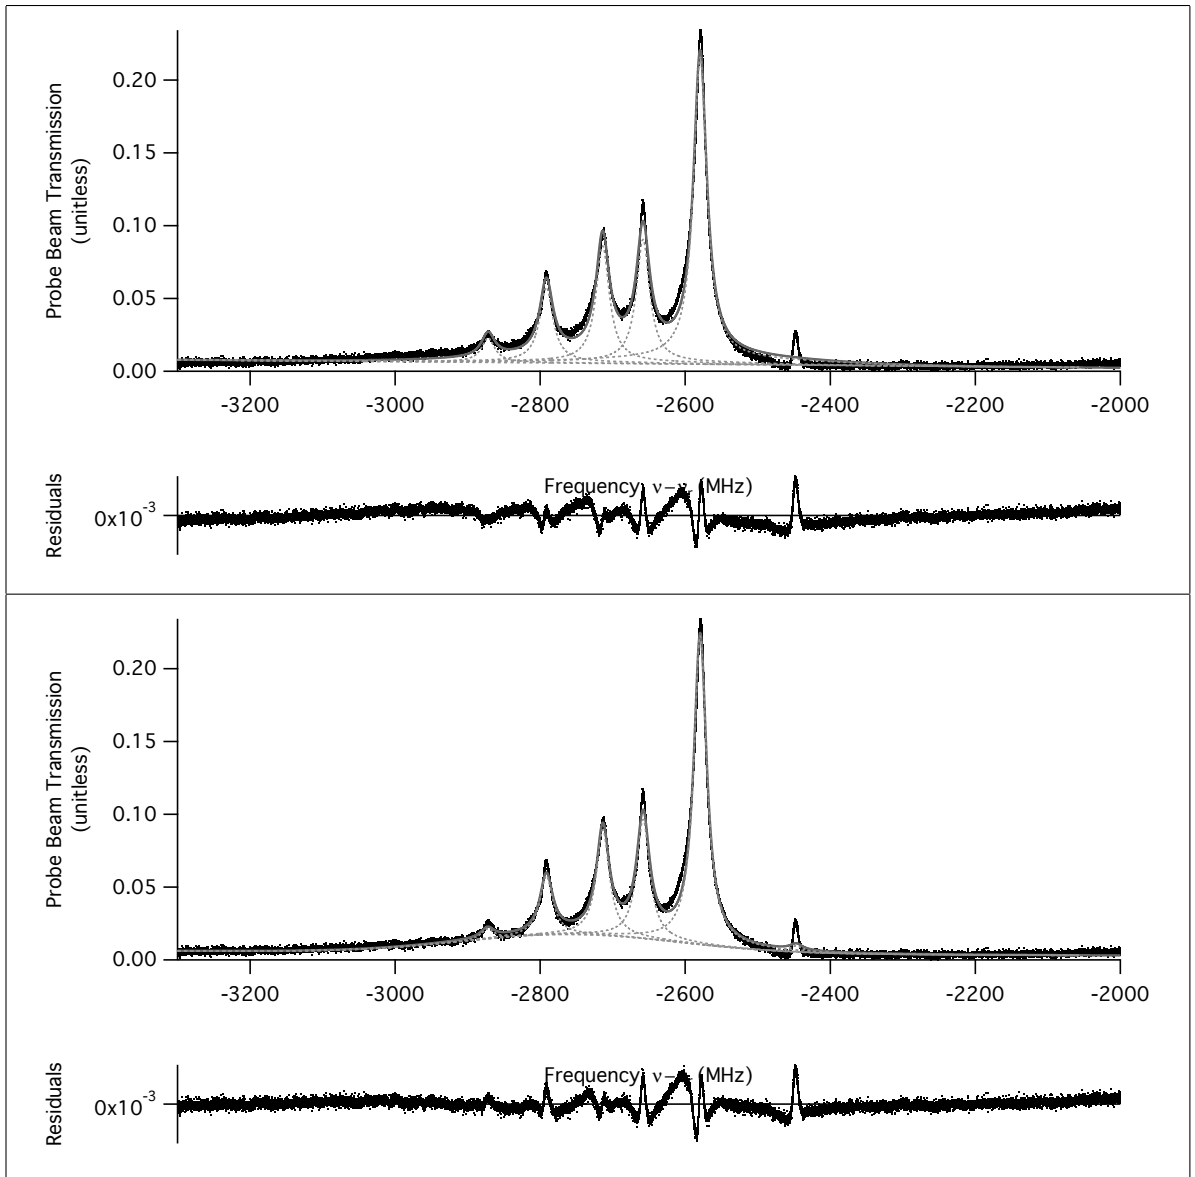 Probe Beam Transmission
(unitless)
0.20
0.15
0.10
0.05
0.00
-3200 -3000 -2800 -2600 -2400 -2200 -2000
Frequency ν− (MHz)
Residuals
0x10-3
Probe Beam Transmission
(unitless)
0.20
0.15
0.10
0.05
0.00
-3200 -3000 -2800 -2600 -2400 -2200 -2000
Frequency ν− (MHz)
Residuals
0x10-3